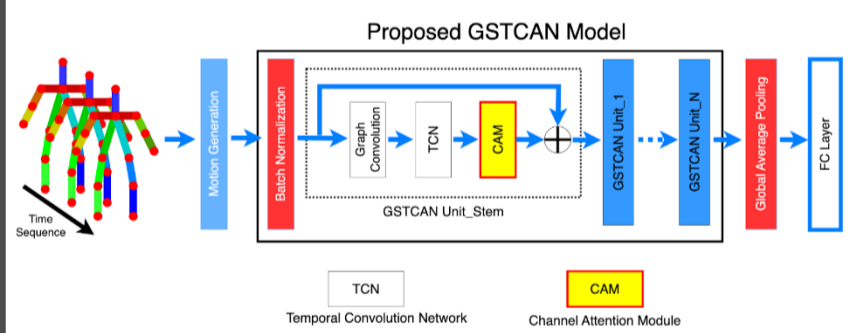 Proposed GSTCAN Model
Time
Sequence
Motion Generation
Batch Normalization
Graph
Convolution
TCN
CAM
GSTCAN Unit_Stem
GSTCAN Unit_1
GSTCAN Unit_N
Global Average Pooling
FC Layer
TCN
Temporal Convolution Network
CAM
Channel Attention Module